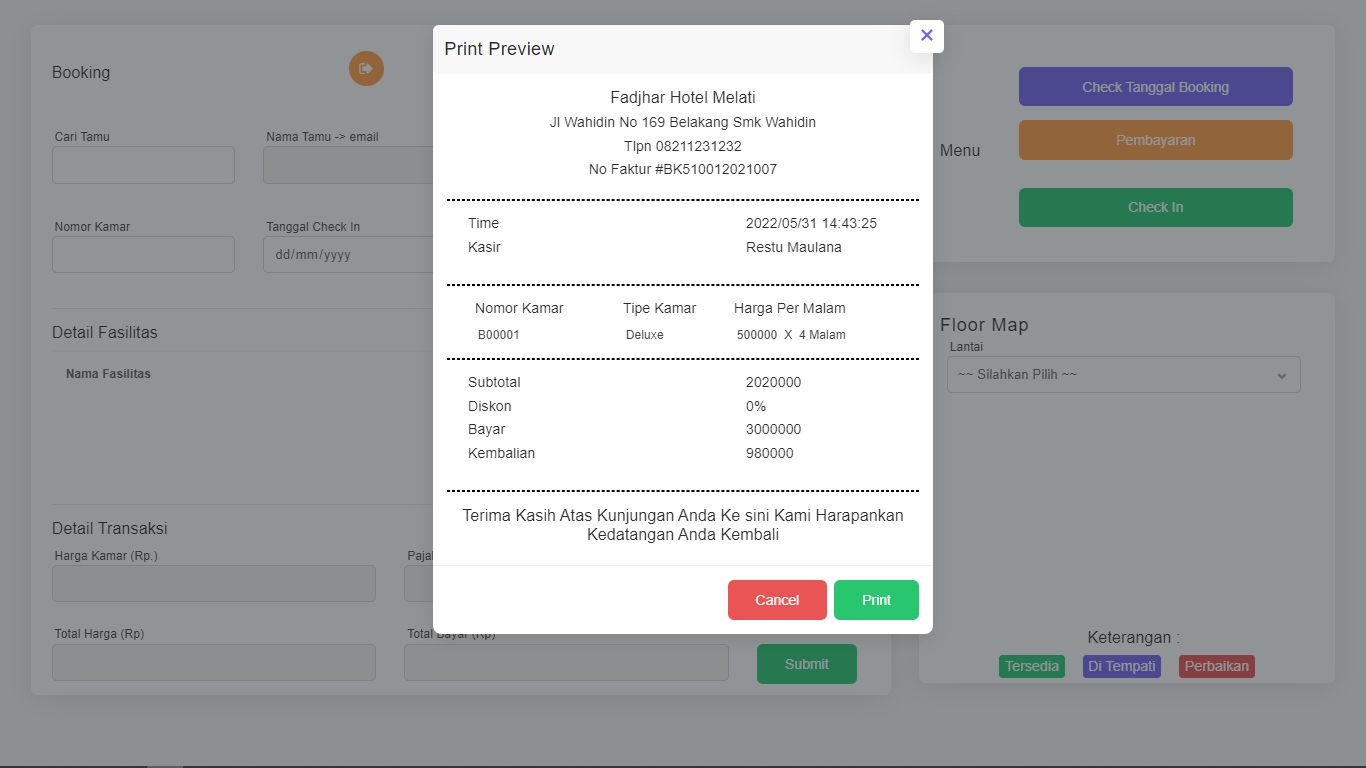 Booking
Cari Tamu
Nama Tamu -> email
Nomor Kamar
Tanggal Check In
dd/mm/yyyy
Detail Fasilitas
Nama Fasilitas
Detail Transaksi
Harga Kamar (Rp.)
Total Harga (Rp)
Total Bayar (Rp)
Submit
Print Preview
Fadjhar Hotel Melati
Jl Wahidin No 169 Belakang Smk Wahidin
Tlpn 08211231232
No Faktur #BK510012021007
Time 2022/05/31 14:43:25
Kasir Restu Maulana
Nomor Kamar Tipe Kamar Harga Per Malam
B00001 Deluxe 500000 X 4 Malam
Subtotal 2020000
Diskon 0%
Bayar 3000000
Kembalian 980000
Terima Kasih Atas Kunjungan Anda Ke sini Kami Harapankan
Kedatangan Anda Kembali
Cancel Print
Menu
Check Tanggal Booking
Pembayaran
Check In
Floor Map
Lantai
~~ Silahkan Pilih ~~
Keterangan :
Tersedia Di Tempati Perbaikan